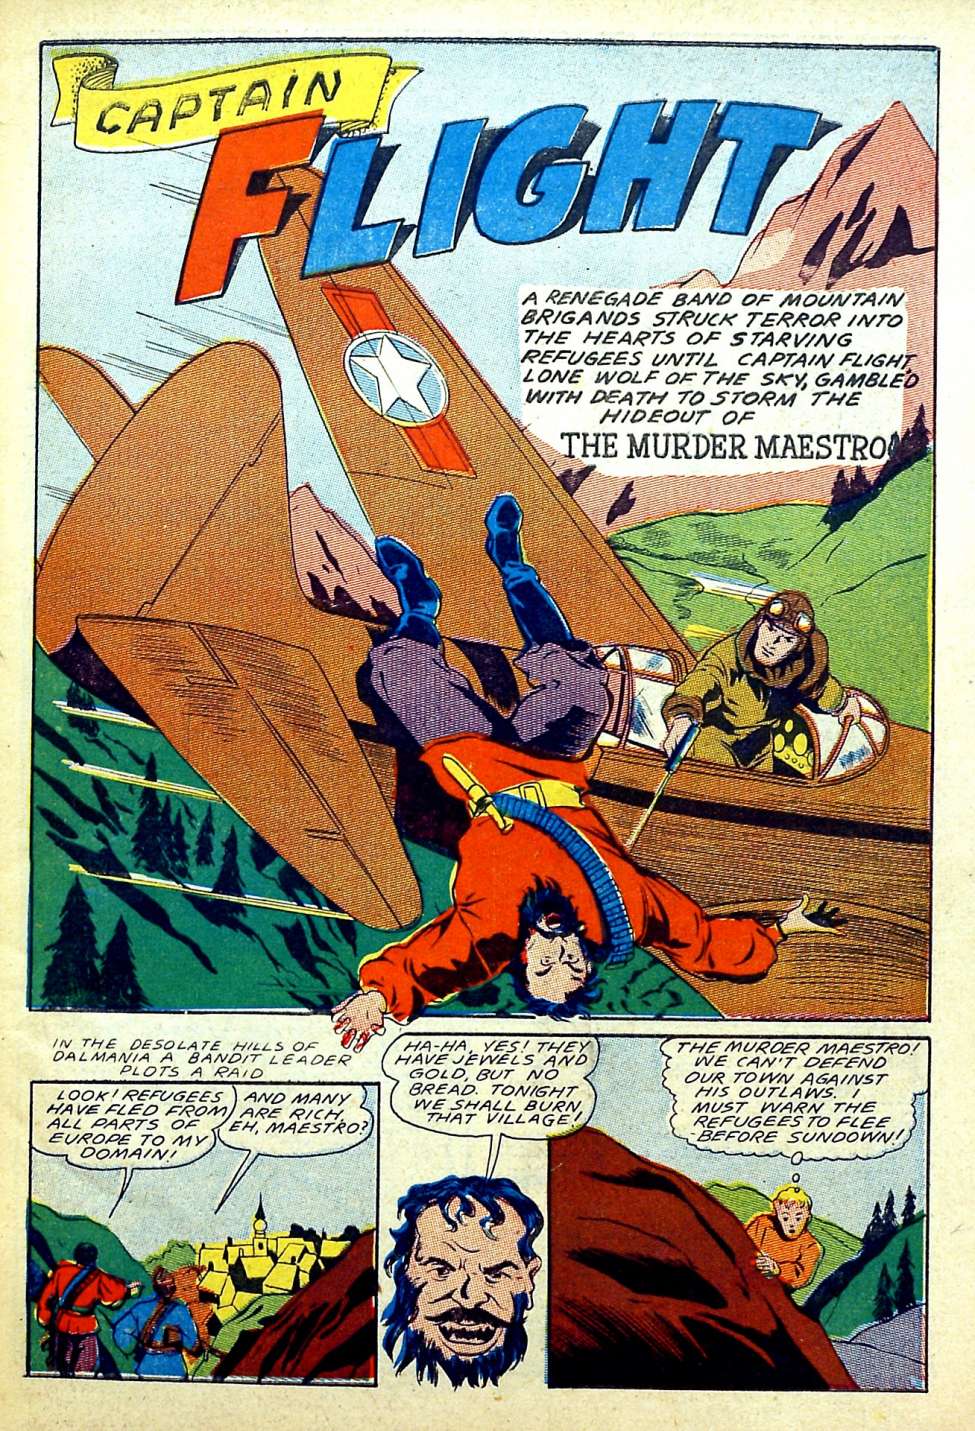 CAPTAIN
FLIGHT
A RENEGADE BAND OF MOUNTAIN
BRIGANDS STRUCK TERROR INTO
THE HEARTS OF STARVING
REFUGEES UNTIL CAPTAIN FLIGHT,
LONE WOLF OF THE SKY, GAMBLED
WITH DEATH TO STORM THE
HIDEOUT OF
THE MURDER MAESTRO!
IN THE DESOLATE HILLS OF
DALMANIA A BANDIT LEADER
PLOTS A RAID
LOOK! REFUGEES
HAVE FLED FROM
ALL PARTS OF
EUROPE TO MY
DOMAIN!
AND MANY
ARE RICH,
EH, MAESTRO?
HA-HA, YES! THEY
HAVE JEWELS AND
GOLD, BUT NO
BREAD. TONIGHT
WE SHALL BURN
THAT VILLAGE!
THE MURDER MAESTRO!
WE CAN'T DEFEND
OUR TOWN AGAINST
HIS OUTLAWS. I
MUST WARN THE
REFUGEES TO FLEE
BEFORE SUNDOWN!